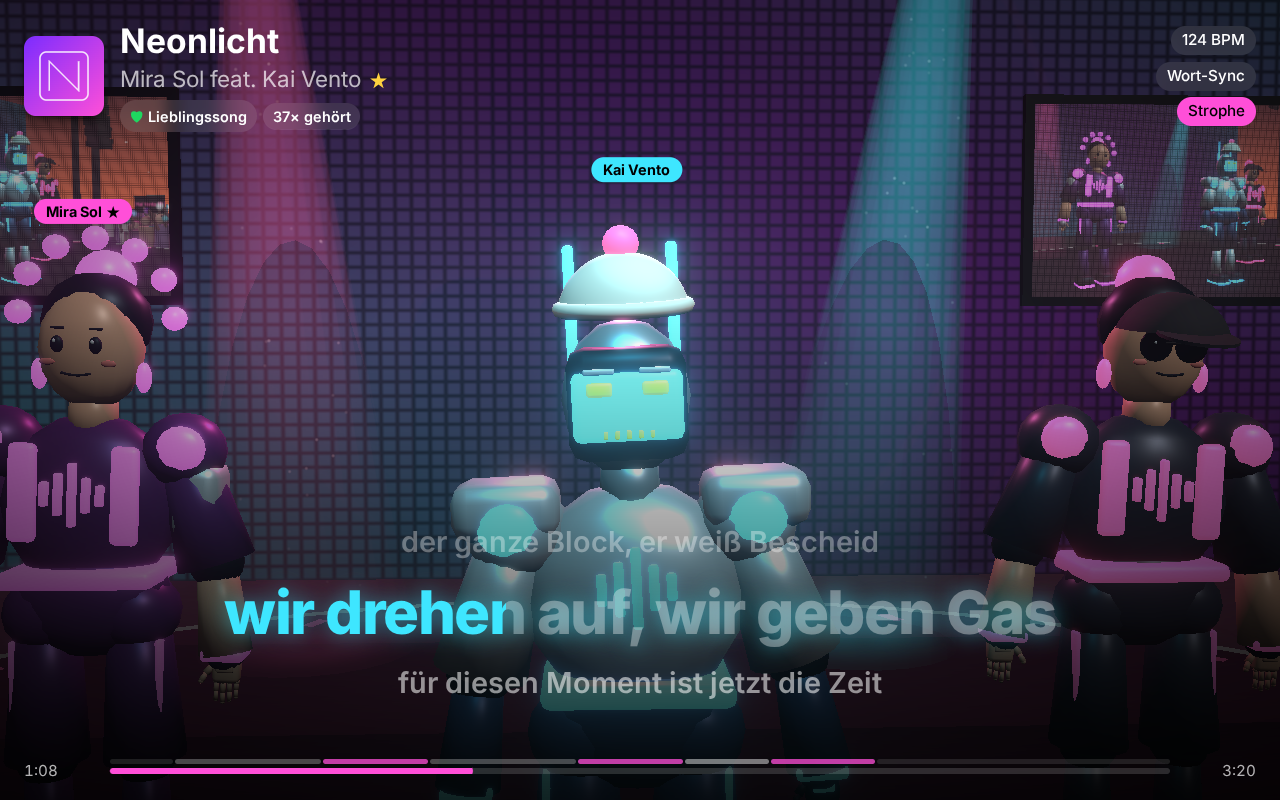 N
Neonlicht
Mira Sol feat. Kai Vento ★
Lieblingssong
37× gehört
124 BPM
Wort-Sync
Strophe
Kai Vento
Mira Sol ★
der ganze Block, er weiß Bescheid
wir drehen auf, wir geben Gas
für diesen Moment ist jetzt die Zeit
1:08
3:20